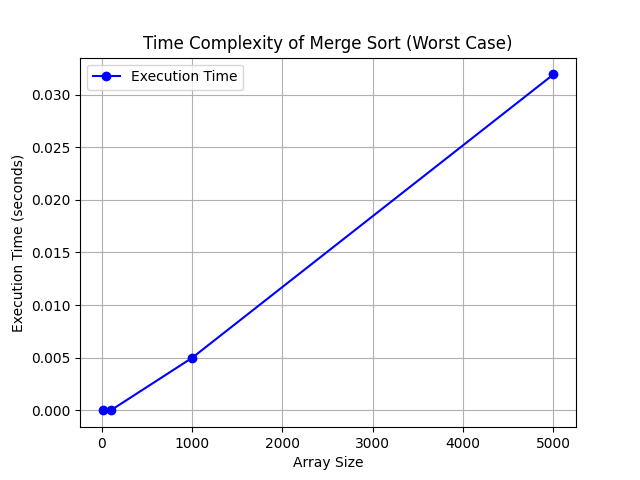 Time Complexity of Merge Sort (Worst Case)
Execution Time
0.030
0.025
0.020
0.015
0.010
0.005
0.000
Execution Time (seconds)
0 1000 2000 3000 4000 5000
Array Size